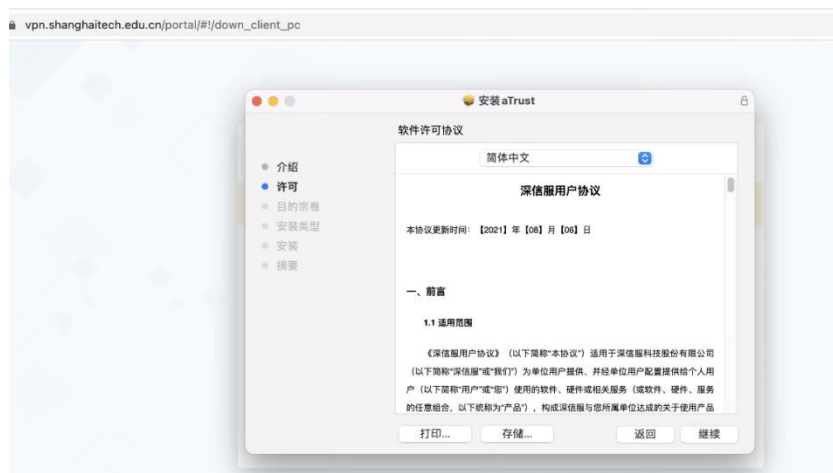 vpn.shanghaitech.edu.cn/portal/#!/down_client_pc
安装 aTrust
软件许可协议
介绍
许可
目的宗卷
安装类型
安装
摘要
简体中文
深信服用户协议
本协议更新时间：【2021】年【08】月【06】日
一、前言
1.1 适用范围
《深信服用户协议》（以下简称“本协议”）适用于深信服科技股份有限公司
（以下简称“深信服”或“我们”）为单位用户提供、并经单位用户配置提供给个人用
户（以下简称“用户”或“您”）使用的软件、硬件或相关服务（或软件、硬件、服务
的任意组合，以下统称为“产品”），构成深信服与您所属单位达成的关于使用产品
打印... 存储... 返回 继续